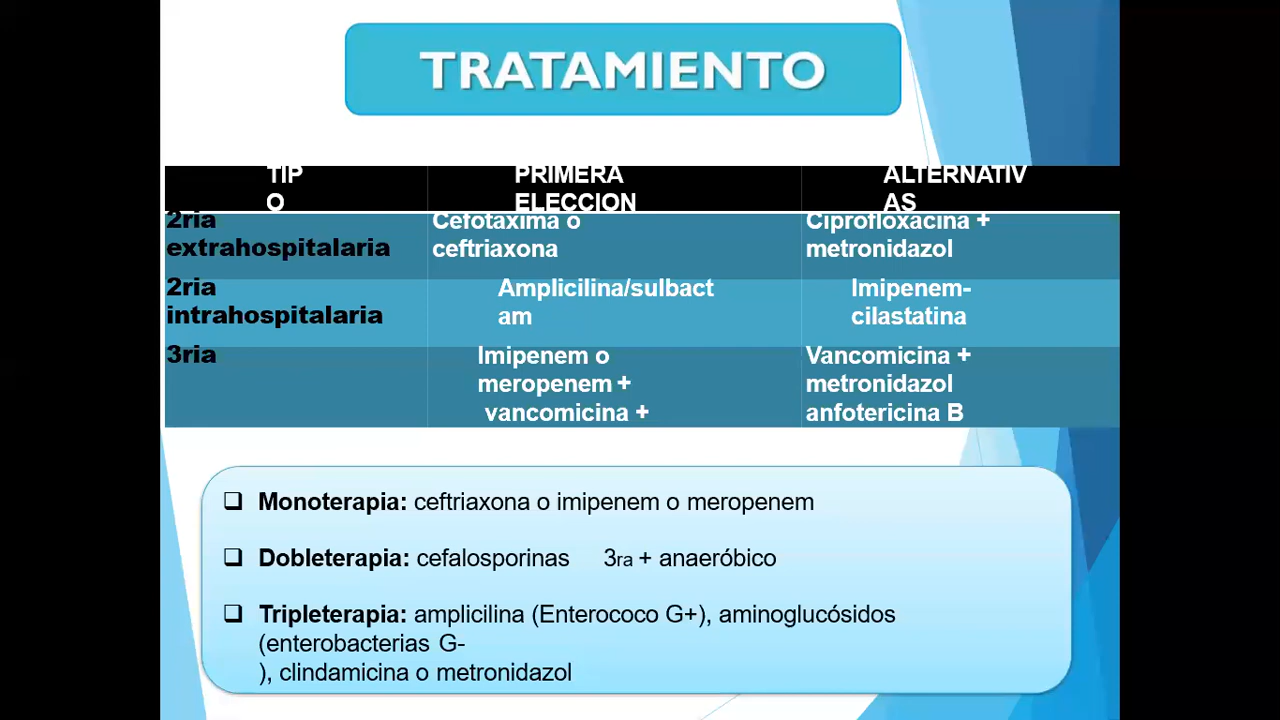 TRATAMIENTO
TIP
O
PRIMERA
ELECCION
ALTERNATIV
AS
2ria
extrahospitalaria
Cefotaxima o
ceftriaxona
Ciprofloxacina +
metronidazol
2ria
intrahospitalaria
Amplicilina/sulbact
am
Imipenem-
cilastatina
3ria
Imipenem o
meropenem +
vancomicina +
Vancomicina +
metronidazol
anfotericina B
❑ Monoterapia: ceftriaxona o imipenem o meropenem
❑ Dobleterapia: cefalosporinas 3ra + anaeróbico
❑ Tripleterapia: amplicilina (Enterococo G+), aminoglucósidos
(enterobacterias G-
), clindamicina o metronidazol